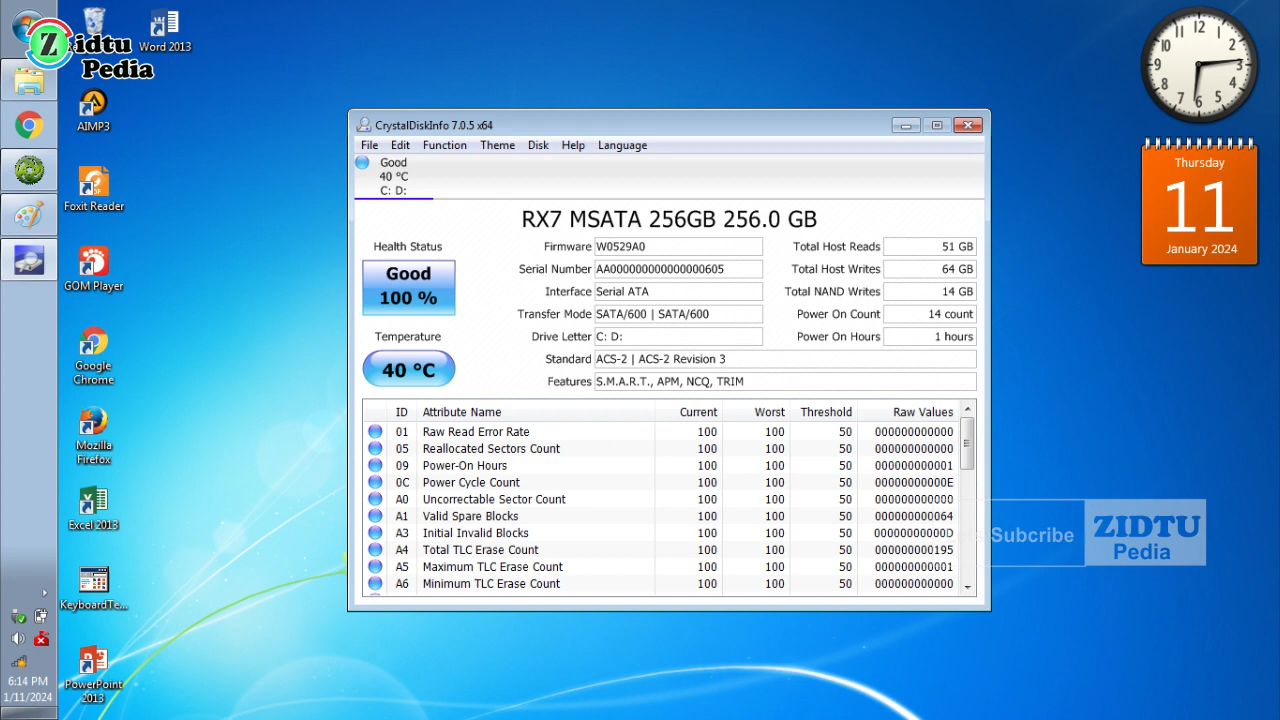 Zidtu
Pedia
Word 2013
AIMP3
Foxit Reader
GOM Player
Google
Chrome
Mozilla
Firefox
Excel 2013
KeyboardTe...
PowerPoint
2013
6:14 PM
1/11/2024
CrystalDiskInfo 7.0.5 x64
File Edit Function Theme Disk Help Language
Good
40 °C
C: D:
RX7 MSATA 256GB 256.0 GB
Health Status
Good
100 %
Temperature
40 °C
Firmware W0529A0
Serial Number AA000000000000000605
Interface Serial ATA
Transfer Mode SATA/600 | SATA/600
Drive Letter C: D:
Standard ACS-2 | ACS-2 Revision 3
Features S.M.A.R.T., APM, NCQ, TRIM
Total Host Reads 51 GB
Total Host Writes 64 GB
Total NAND Writes 14 GB
Power On Count 14 count
Power On Hours 1 hours
ID Attribute Name Current Worst Threshold Raw Values
01 Raw Read Error Rate 100 100 50 000000000000
05 Reallocated Sectors Count 100 100 50 000000000000
09 Power-On Hours 100 100 50 000000000001
0C Power Cycle Count 100 100 50 00000000000E
A0 Uncorrectable Sector Count 100 100 50 000000000000
A1 Valid Spare Blocks 100 100 50 000000000064
A3 Initial Invalid Blocks 100 100 50 00000000000D
A4 Total TLC Erase Count 100 100 50 000000000195
A5 Maximum TLC Erase Count 100 100 50 000000000001
A6 Minimum TLC Erase Count 100 100 50 000000000000
12
1
2
3
4
5
6
7
8
9
10
11
Thursday
11
January 2024
Subcribe
ZIDTU
Pedia